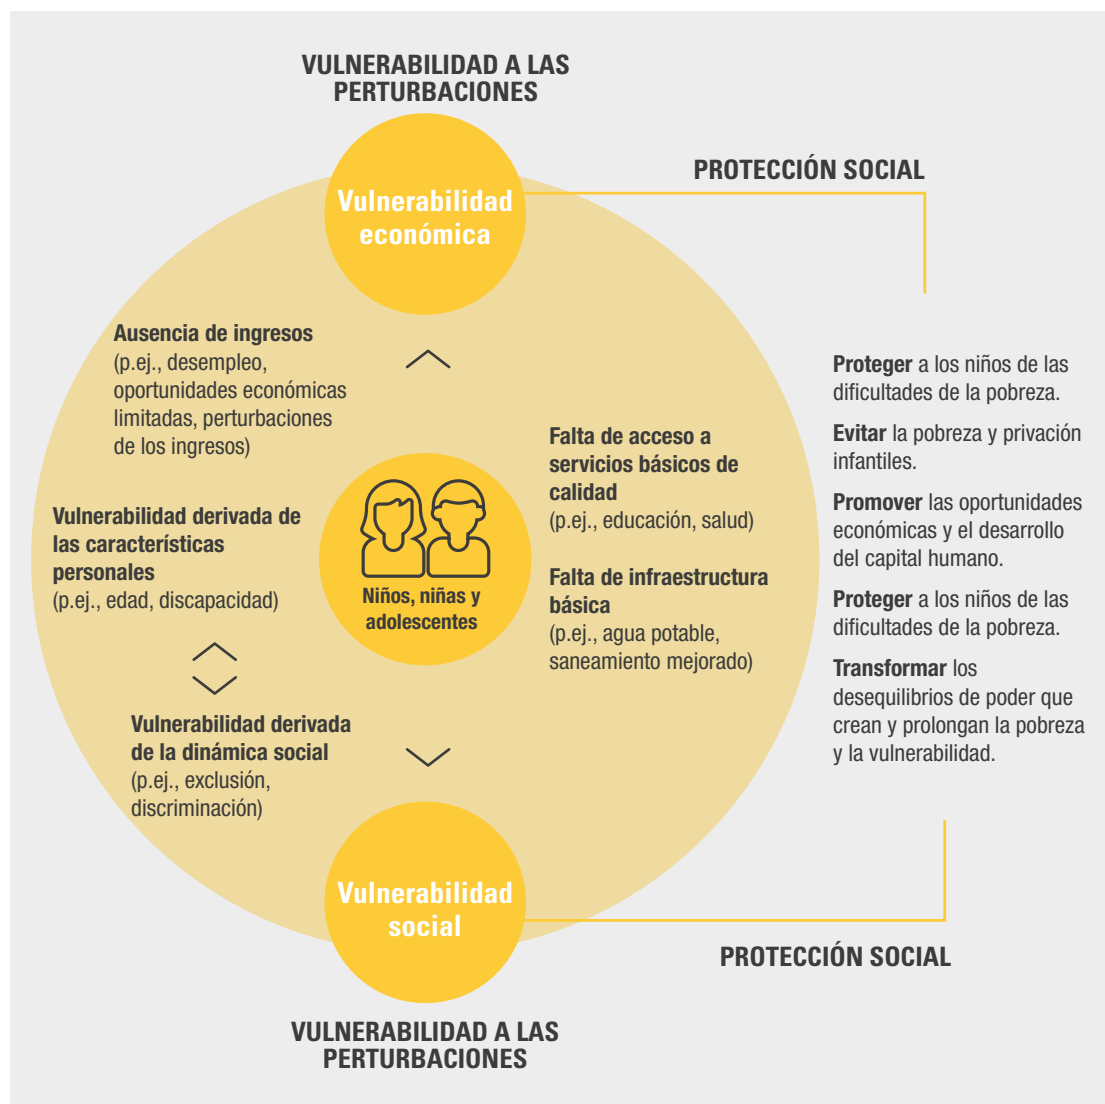 VULNERABILIDAD A LAS
PERTURBACIONES
Vulnerabilidad
económica
PROTECCIÓN SOCIAL
Ausencia de ingresos
(p.ej., desempleo,
oportunidades económicas
limitadas, perturbaciones
de los ingresos)
Vulnerabilidad derivada de
las características
personales
(p.ej., edad, discapacidad)
Vulnerabilidad derivada
de la dinámica social
(p.ej., exclusión,
discriminación)
Niños, niñas y
adolescentes
Falta de acceso a
servicios básicos de
calidad
(p.ej., educación, salud)
Falta de infraestructura
básica
(p.ej., agua potable,
saneamiento mejorado)
Proteger a los niños de las
dificultades de la pobreza.
Evitar la pobreza y privación
infantiles.
Promover las oportunidades
económicas y el desarrollo
del capital humano.
Proteger a los niños de las
dificultades de la pobreza.
Transformar los
desequilibrios de poder que
crean y prolongan la pobreza
y la vulnerabilidad.
Vulnerabilidad
social
PROTECCIÓN SOCIAL
VULNERABILIDAD A LAS
PERTURBACIONES